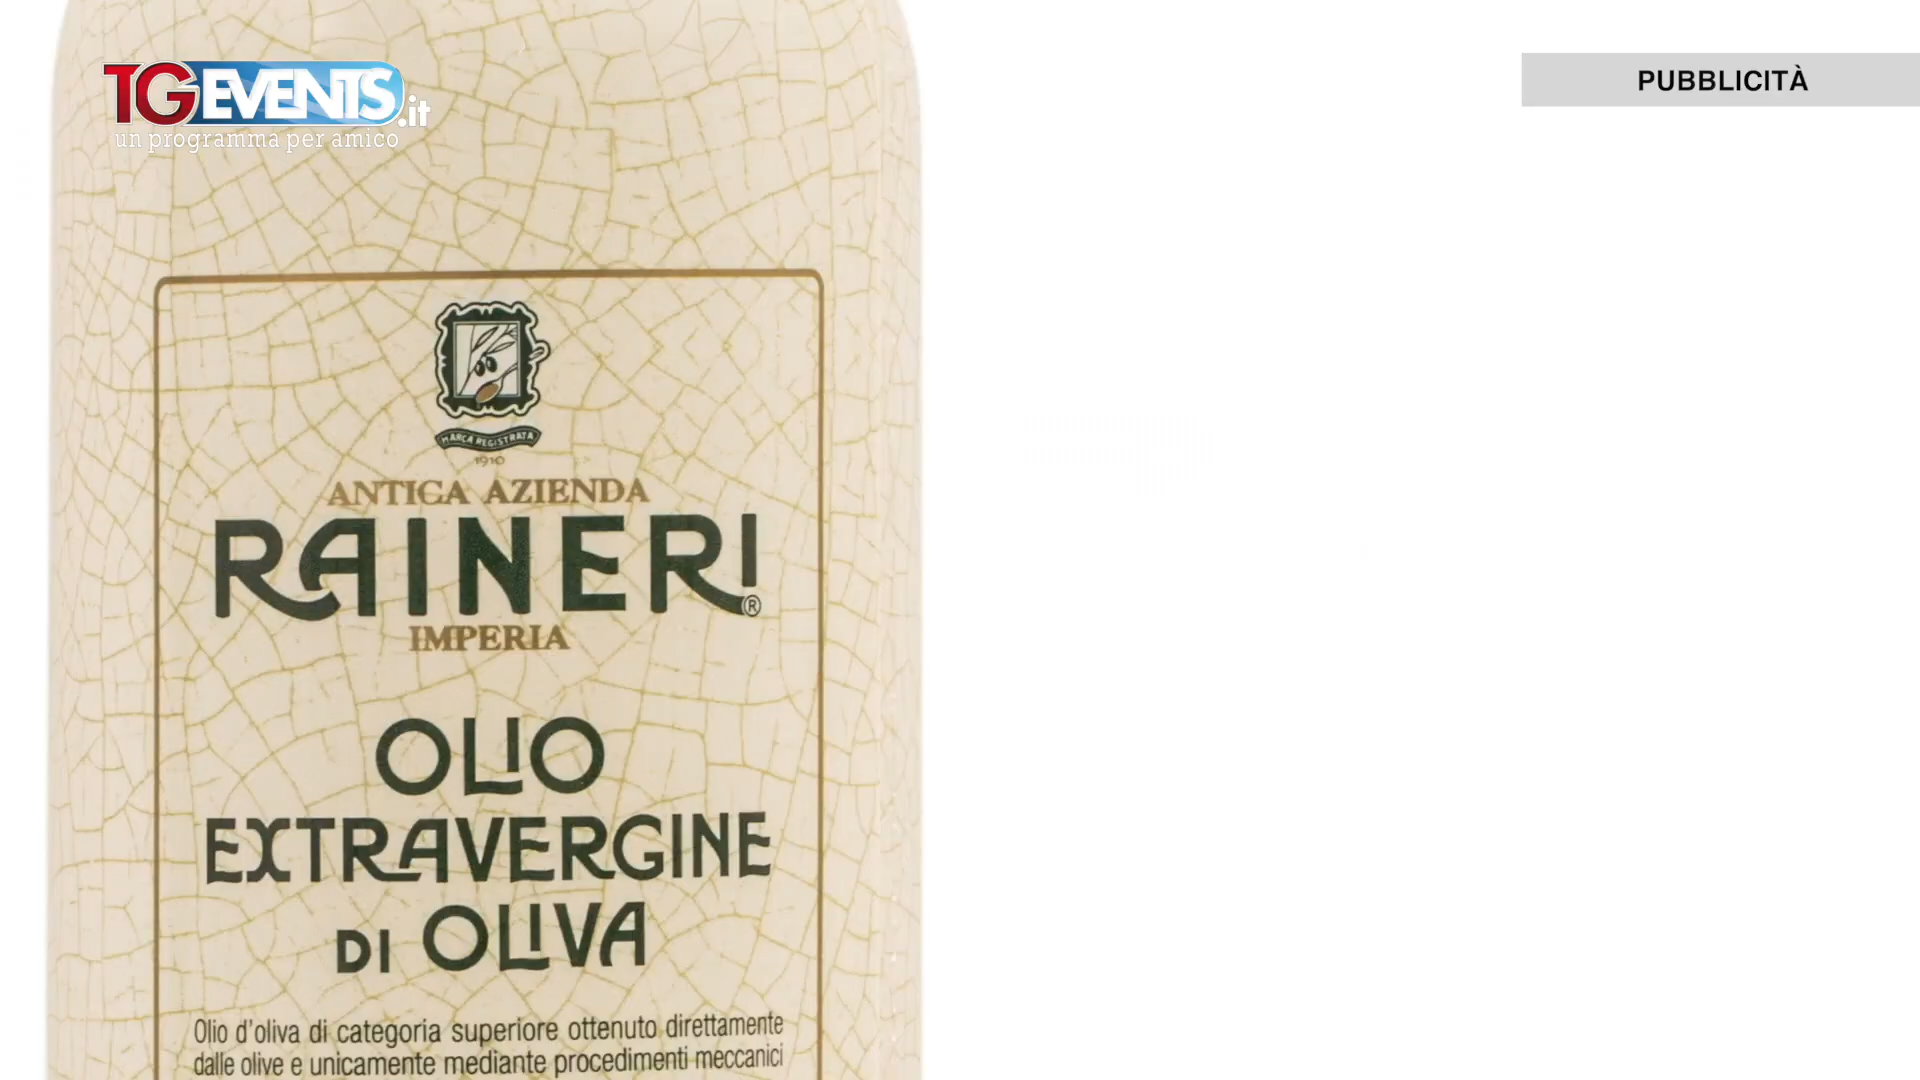 TGEVENTS.it
un programma per amico
PUBBLICITÀ
MARCA REGISTRATA
1910
ANTICA AZIENDA
RAINERI®
IMPERIA
OLIO
EXTRAVERGINE
DI OLIVA
Olio d'oliva di categoria superiore ottenuto direttamente
dalle olive e unicamente mediante procedimenti meccanici